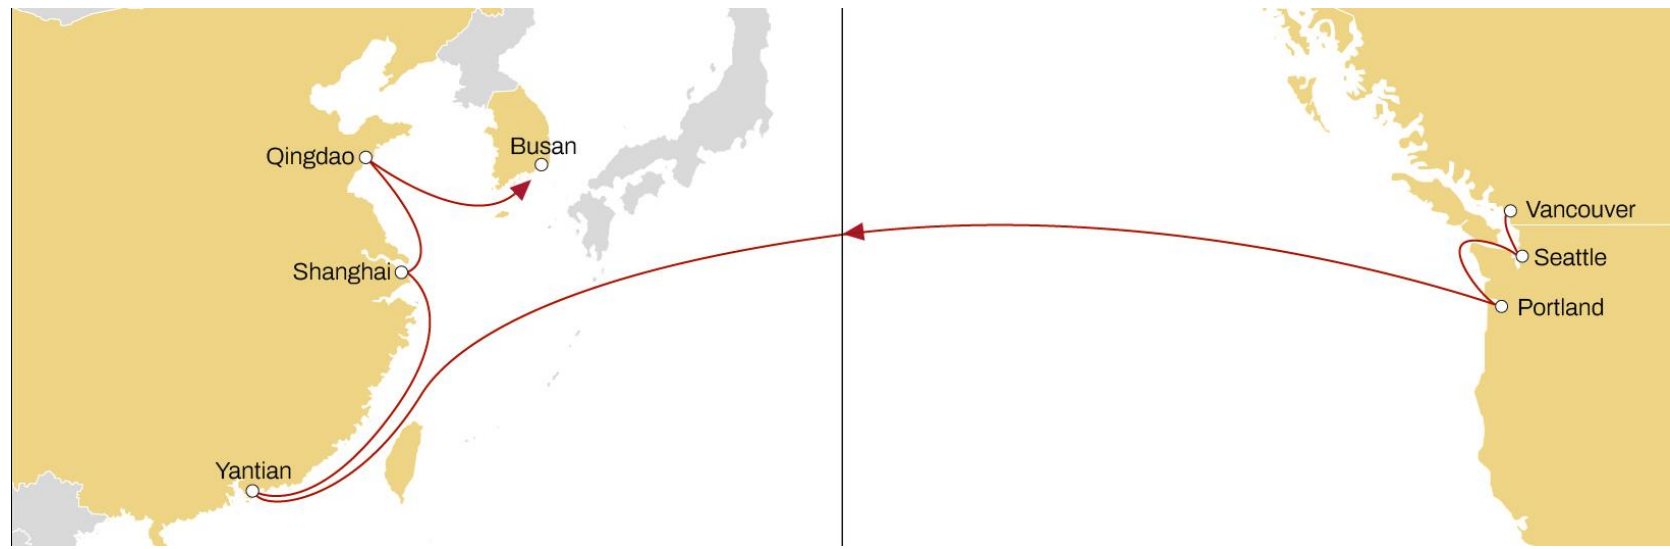 Busan
Qingdao
Vancouver
Seattle
Shanghai
Portland
Yantian